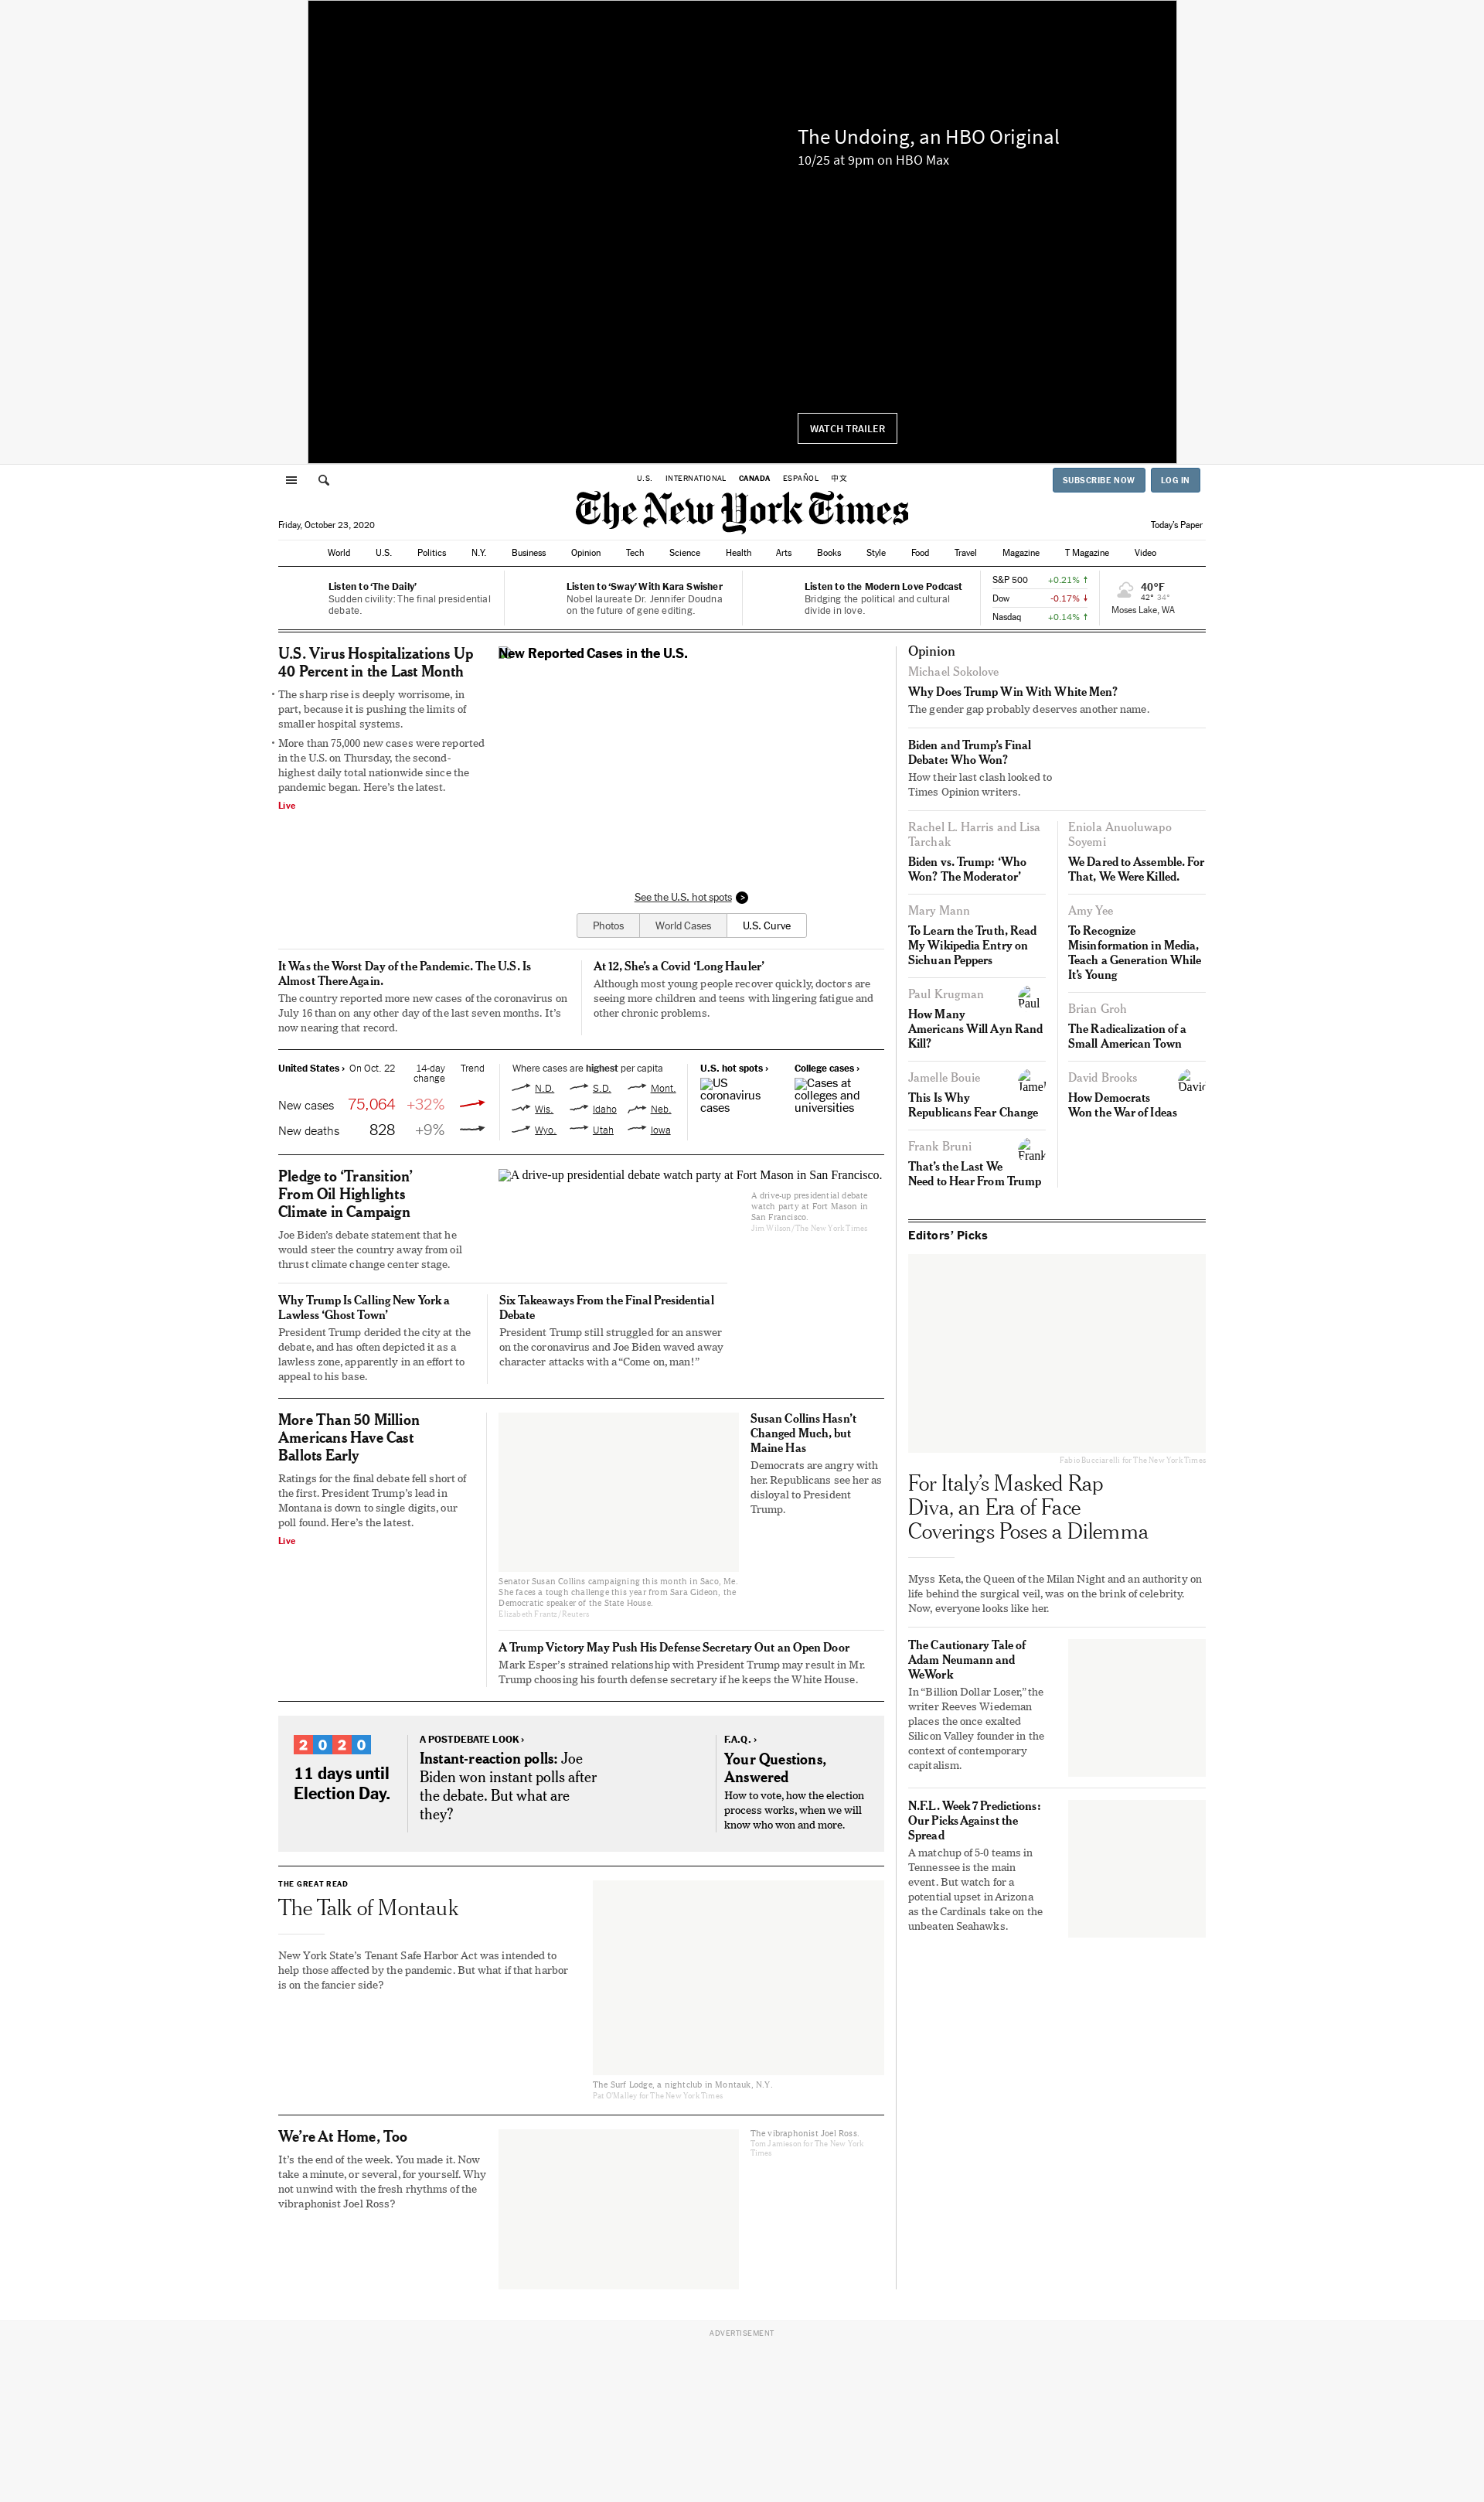 The Undoing, an HBO Original
10/25 at 9pm on HBO Max
WATCH TRAILER
U.S. INTERNATIONAL CANADA ESPAÑOL 中文
SUBSCRIBE NOW LOG IN
The New York Times
Friday, October 23, 2020
Today's Paper
World U.S. Politics N.Y. Business Opinion Tech Science Health Arts Books Style Food Travel Magazine T Magazine Video
Listen to ‘The Daily’
Sudden civility: The final presidential
debate.
Listen to ‘Sway’ With Kara Swisher
Nobel laureate Dr. Jennifer Doudna
on the future of gene editing.
Listen to the Modern Love Podcast
Bridging the political and cultural
divide in love.
S&P 500 +0.21% ↑
Dow -0.17% ↓
Nasdaq +0.14% ↑
40°F
42° 34°
Moses Lake, WA
U.S. Virus Hospitalizations Up
40 Percent in the Last Month
• The sharp rise is deeply worrisome, in
part, because it is pushing the limits of
smaller hospital systems.
• More than 75,000 new cases were reported
in the U.S. on Thursday, the second-
highest daily total nationwide since the
pandemic began. Here’s the latest.
Live
New Reported Cases in the U.S.
See the U.S. hot spots >
Photos World Cases U.S. Curve
It Was the Worst Day of the Pandemic. The U.S. Is
Almost There Again.
The country reported more new cases of the coronavirus on
July 16 than on any other day of the last seven months. It’s
now nearing that record.
At 12, She’s a Covid ‘Long Hauler’
Although most young people recover quickly, doctors are
seeing more children and teens with lingering fatigue and
other chronic problems.
United States › On Oct. 22 14-day Trend
change
New cases 75,064 +32%
New deaths 828 +9%
Where cases are highest per capita
N.D. S.D. Mont.
Wis. Idaho Neb.
Wyo. Utah Iowa
U.S. hot spots ›
US
coronavirus
cases
College cases ›
Cases at
colleges and
universities
Pledge to ‘Transition’
From Oil Highlights
Climate in Campaign
Joe Biden’s debate statement that he
would steer the country away from oil
thrust climate change center stage.
A drive-up presidential debate watch party at Fort Mason in San Francisco.
A drive-up presidential debate
watch party at Fort Mason in
San Francisco.
Jim Wilson/The New York Times
Why Trump Is Calling New York a
Lawless ‘Ghost Town’
President Trump derided the city at the
debate, and has often depicted it as a
lawless zone, apparently in an effort to
appeal to his base.
Six Takeaways From the Final Presidential
Debate
President Trump still struggled for an answer
on the coronavirus and Joe Biden waved away
character attacks with a “Come on, man!”
More Than 50 Million
Americans Have Cast
Ballots Early
Ratings for the final debate fell short of
the first. President Trump’s lead in
Montana is down to single digits, our
poll found. Here’s the latest.
Live
Senator Susan Collins campaigning this month in Saco, Me.
She faces a tough challenge this year from Sara Gideon, the
Democratic speaker of the State House.
Elizabeth Frantz/Reuters
Susan Collins Hasn’t
Changed Much, but
Maine Has
Democrats are angry with
her. Republicans see her as
disloyal to President
Trump.
A Trump Victory May Push His Defense Secretary Out an Open Door
Mark Esper’s strained relationship with President Trump may result in Mr.
Trump choosing his fourth defense secretary if he keeps the White House.
2020
11 days until
Election Day.
A POSTDEBATE LOOK ›
Instant-reaction polls: Joe
Biden won instant polls after
the debate. But what are
they?
F.A.Q. ›
Your Questions,
Answered
How to vote, how the election
process works, when we will
know who won and more.
THE GREAT READ
The Talk of Montauk
New York State’s Tenant Safe Harbor Act was intended to
help those affected by the pandemic. But what if that harbor
is on the fancier side?
The Surf Lodge, a nightclub in Montauk, N.Y.
Pat O'Malley for The New York Times
We’re At Home, Too
It’s the end of the week. You made it. Now
take a minute, or several, for yourself. Why
not unwind with the fresh rhythms of the
vibraphonist Joel Ross?
The vibraphonist Joel Ross.
Tom Jamieson for The New York
Times
Opinion
Michael Sokolove
Why Does Trump Win With White Men?
The gender gap probably deserves another name.
Biden and Trump’s Final
Debate: Who Won?
How their last clash looked to
Times Opinion writers.
Rachel L. Harris and Lisa
Tarchak
Biden vs. Trump: ‘Who
Won? The Moderator’
Mary Mann
To Learn the Truth, Read
My Wikipedia Entry on
Sichuan Peppers
Paul Krugman
Paul
How Many
Americans Will Ayn Rand
Kill?
Jamelle Bouie
Jamel
This Is Why
Republicans Fear Change
Frank Bruni
Frank
That’s the Last We
Need to Hear From Trump
Eniola Anuoluwapo
Soyemi
We Dared to Assemble. For
That, We Were Killed.
Amy Yee
To Recognize
Misinformation in Media,
Teach a Generation While
It’s Young
Brian Groh
The Radicalization of a
Small American Town
David Brooks
David
How Democrats
Won the War of Ideas
Editors’ Picks
Fabio Bucciarelli for The New York Times
For Italy’s Masked Rap
Diva, an Era of Face
Coverings Poses a Dilemma
Myss Keta, the Queen of the Milan Night and an authority on
life behind the surgical veil, was on the brink of celebrity.
Now, everyone looks like her.
The Cautionary Tale of
Adam Neumann and
WeWork
In “Billion Dollar Loser,” the
writer Reeves Wiedeman
places the once exalted
Silicon Valley founder in the
context of contemporary
capitalism.
N.F.L. Week 7 Predictions:
Our Picks Against the
Spread
A matchup of 5-0 teams in
Tennessee is the main
event. But watch for a
potential upset in Arizona
as the Cardinals take on the
unbeaten Seahawks.
ADVERTISEMENT